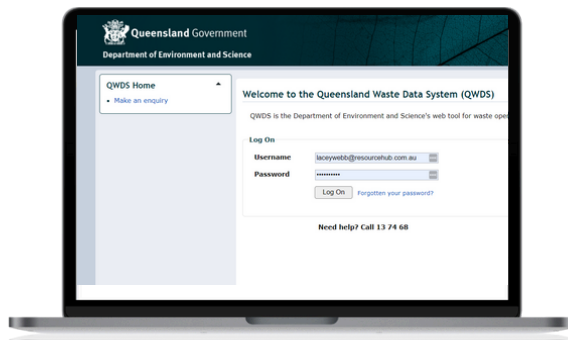 Queensland Government
Department of Environment and Science
QWDS Home
Make an enquiry
Welcome to the Queensland Waste Data System (QWDS)
QWDS is the Department of Environment and Science's web tool for waste
Log On
Username laceywebb@resourcehub.com.au
Password ••••••••••
Log On Forgotten your password?
Need help? Call 13 74 68